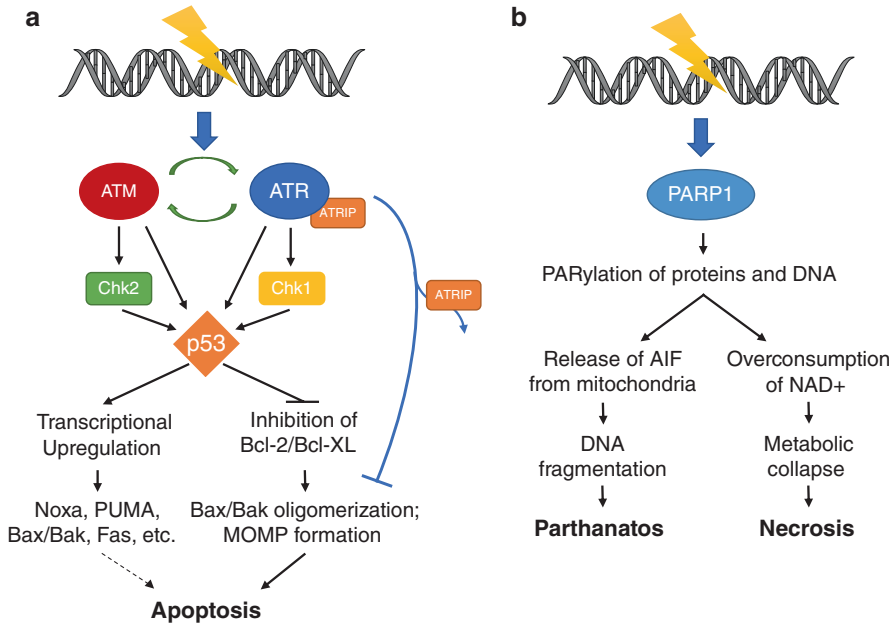 a
ATM
ATR
ATRIP
Chk2
Chk1
ATRIP
p53
Transcriptional
Upregulation
Inhibition of
Bcl-2/Bcl-XL
Noxa, PUMA,
Bax/Bak, Fas, etc.
Bax/Bak oligomerization;
MOMP formation
Apoptosis
b
PARP1
PARylation of proteins and DNA
Release of AIF
from mitochondria
Overconsumption
of NAD+
DNA
fragmentation
Metabolic
collapse
Parthanatos
Necrosis